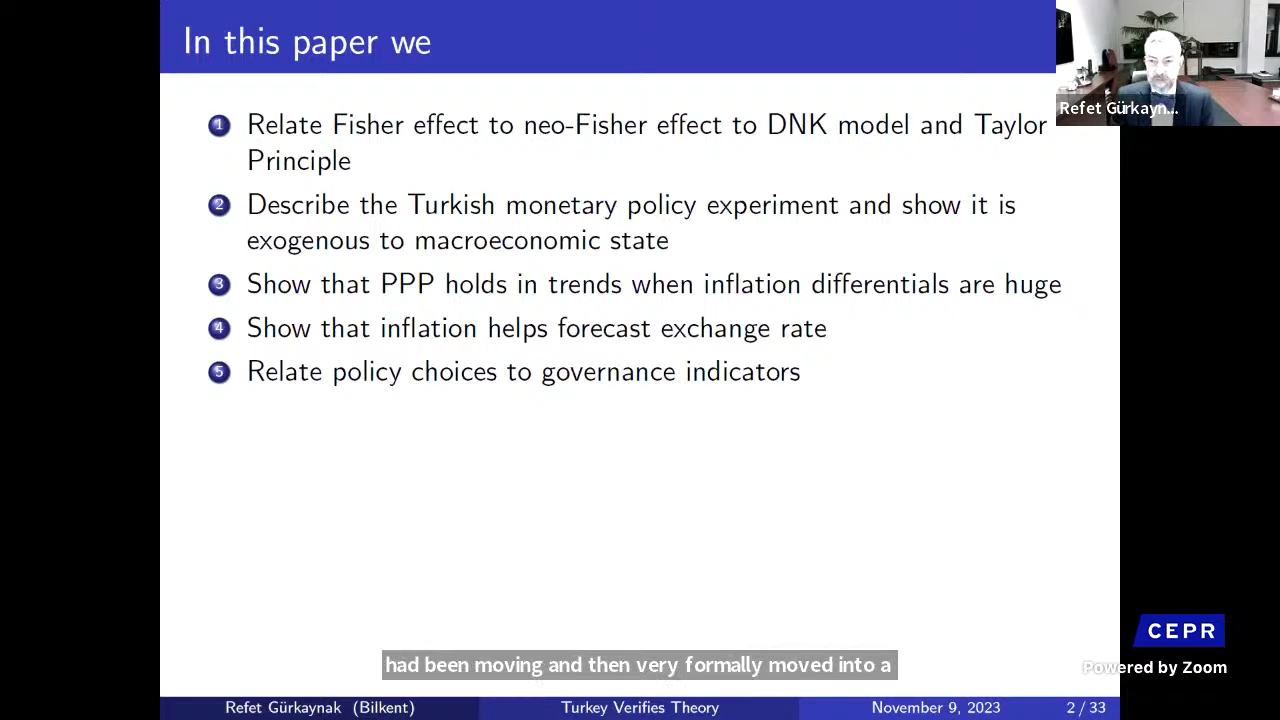 In this paper we
Refet Gürkayn...
1 Relate Fisher effect to neo-Fisher effect to DNK model and Taylor
Principle
2 Describe the Turkish monetary policy experiment and show it is
exogenous to macroeconomic state
3 Show that PPP holds in trends when inflation differentials are huge
4 Show that inflation helps forecast exchange rate
5 Relate policy choices to governance indicators
CEPR
had been moving and then very formally moved into a
Powered by Zoom
Refet Gürkaynak (Bilkent) Turkey Verifies Theory November 9, 2023 2 / 33